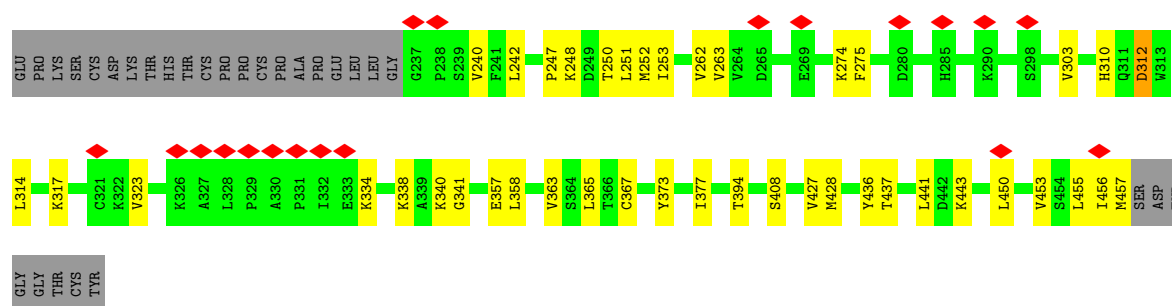 GLU PRO LYS SER CYS ASP LYS THR HIS THR CYS PRO PRO CYS PRO ALA PRO GLU LEU LEU GLY G237 P238 S239 V240 F241 L242 P247 K248 D249 T250 L251 M252 I253 V262 V263 V264 D265 E269 K274 F275 D280 H285 K290 S298 V303 H310 Q311 D312 W313
L314 K317 C321 K322 V323 K326 A327 L328 P329 A330 P331 I332 E333 K334 K338 A339 K340 G341 E357 L358 V363 S364 L365 T366 C367 Y373 I377 T394 S408 V427 M428 Y436 T437 L441 D442 K443 L450 V453 S454 L455 I456 M457 SER ASP
GLY GLY THR CYS TYR